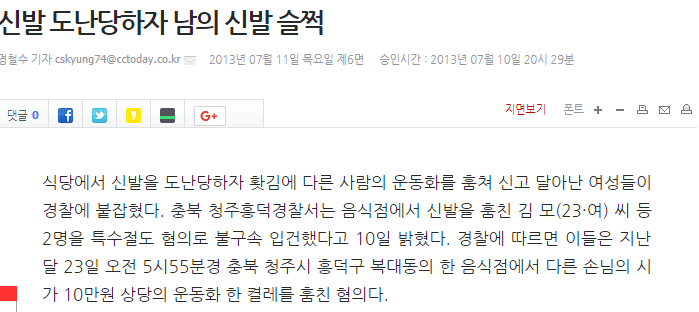 신발 도난당하자 남의 신발 슬쩍
경철수 기자 cskyung74@cctoday.co.kr 2013년 07월 11일 목요일 제6면 승인시간 : 2013년 07월 10일 20시 29분
댓글 0 G+ 지면보기 폰트 + −
식당에서 신발을 도난당하자 홧김에 다른 사람의 운동화를 훔쳐 신고 달아난 여성들이
경찰에 붙잡혔다. 충북 청주흥덕경찰서는 음식점에서 신발을 훔친 김 모(23·여) 씨 등
2명을 특수절도 혐의로 불구속 입건했다고 10일 밝혔다. 경찰에 따르면 이들은 지난
달 23일 오전 5시55분경 충북 청주시 흥덕구 복대동의 한 음식점에서 다른 손님의 시
가 10만원 상당의 운동화 한 켤레를 훔친 혐의다.